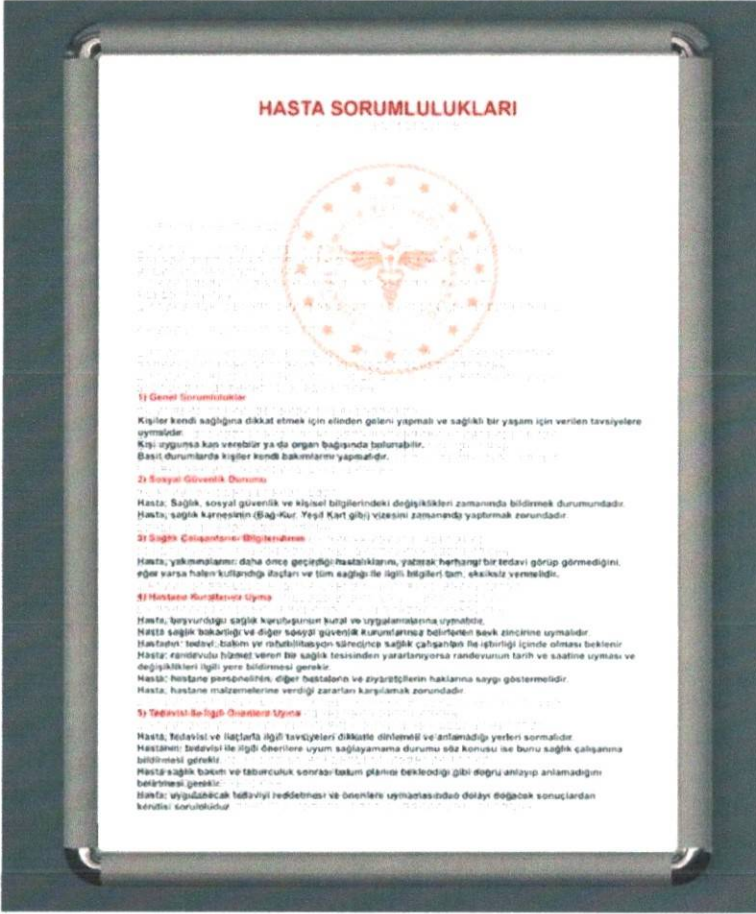 HASTA SORUMLULUKLARI
1) Genel Sorumluluklar
Kişiler kendi sağlığına dikkat etmek için elinden geleni yapmalı ve sağlıklı bir yaşam için verilen tavsiyelere
uymalıdır.
Kişi uygunsa kan verebilir ya da organ bağışında bulunabilir.
Basit durumlarda kişiler kendi bakımlarını yapmalıdır.
2) Sosyal Güvenlik Durumu
Hasta; Sağlık, sosyal güvenlik ve kişisel bilgilerindeki değişiklikleri zamanında bildirmek durumundadır.
Hasta; sağlık karnesinin (Bağ-Kur, Yeşil Kart gibi) vizesini zamanında yaptırmak zorundadır.
3) Sağlık Çalışanlarını Bilgilendirme
Hasta, yakınmalarını, daha önce geçirdiği hastalıklarını, yatarak herhangi bir tedavi görüp görmediğini,
eğer varsa halen kullandığı ilaçları ve tüm sağlığı ile ilgili bilgileri tam, eksiksiz vermelidir.
4) Hastane Kurallarına Uyma
Hasta, başvurduğu sağlık kuruluşunun kural ve uygulamalarına uymalıdır.
Hasta sağlık bakanlığı ve diğer sosyal güvenlik kurumlarınca belirlenen sevk zincirine uymalıdır.
Hastanın; tedavi, bakım ve rehabilitasyon sürecince sağlık çalışanları ile işbirliği içinde olması beklenir
Hasta; randevulu hizmet veren bir sağlık tesisinden yararlanıyorsa randevunun tarih ve saatine uyması ve
değişiklikleri ilgili yere bildirmesi gerekir.
Hasta; hastane personelinin, diğer hastaların ve ziyaretçilerin haklarına saygı göstermelidir.
Hasta, hastane malzemelerine verdiği zararları karşılamak zorundadır.
5) Tedavisi ile İlgili Önerilere Uyma
Hasta; Tedavisi ve ilaçlarla ilgili tavsiyeleri dikkatle dinlemeli ve anlamadığı yerleri sormalıdır.
Hastanın; tedavisi ile ilgili önerilere uyum sağlayamama durumu söz konusu ise bunu sağlık çalışanına
bildirmesi gerekir.
Hasta sağlık bakım ve taburculuk sonrası bakım planını beklendiği gibi doğru anlayıp anlamadığını
belirtmesi gerekir.
Hasta; uygulanacak tedaviyi reddetmesi ve önerilere uymamasından dolayı doğacak sonuçlardan
kendisi sorumludur